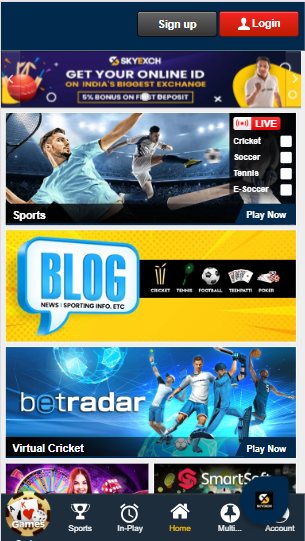 Sign up
Login
SKYEXCH
GET YOUR ONLINE ID
ON INDIA'S BIGGEST EXCHANGE
5% BONUS ON FIRST DEPOSIT
LIVE
Cricket
Soccer
Tennis
E-Soccer
Sports
Play Now
BLOG
NEWS | SPORTING INFO. ETC
CRICKET TENNIS FOOTBALL TEENPATTI POKER
betradar
Virtual Cricket
Play Now
SmartSoft
Games
Sports
In-Play
Home
Multi...
Account
SKYEXCH